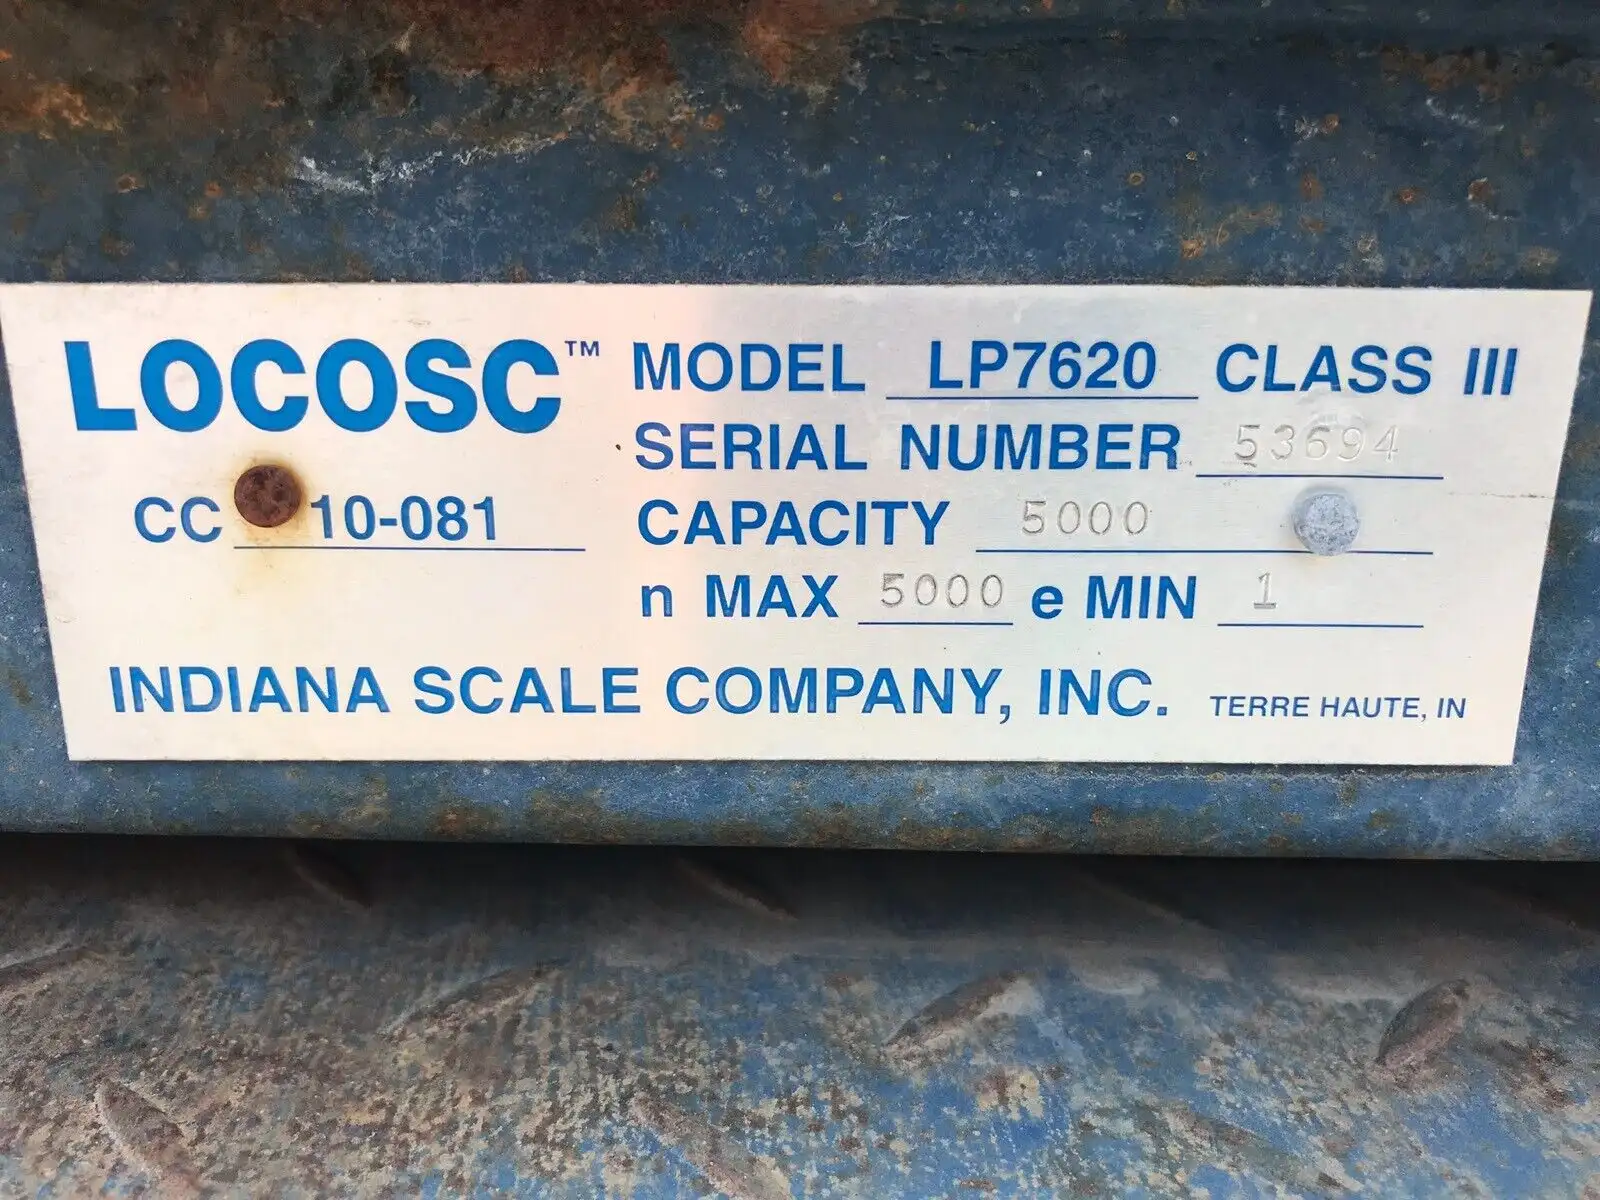 LOCOSC™ MODEL LP7620 CLASS III
SERIAL NUMBER 53694
CC 10-081 CAPACITY 5000
n MAX 5000 e MIN 1
INDIANA SCALE COMPANY, INC. TERRE HAUTE, IN